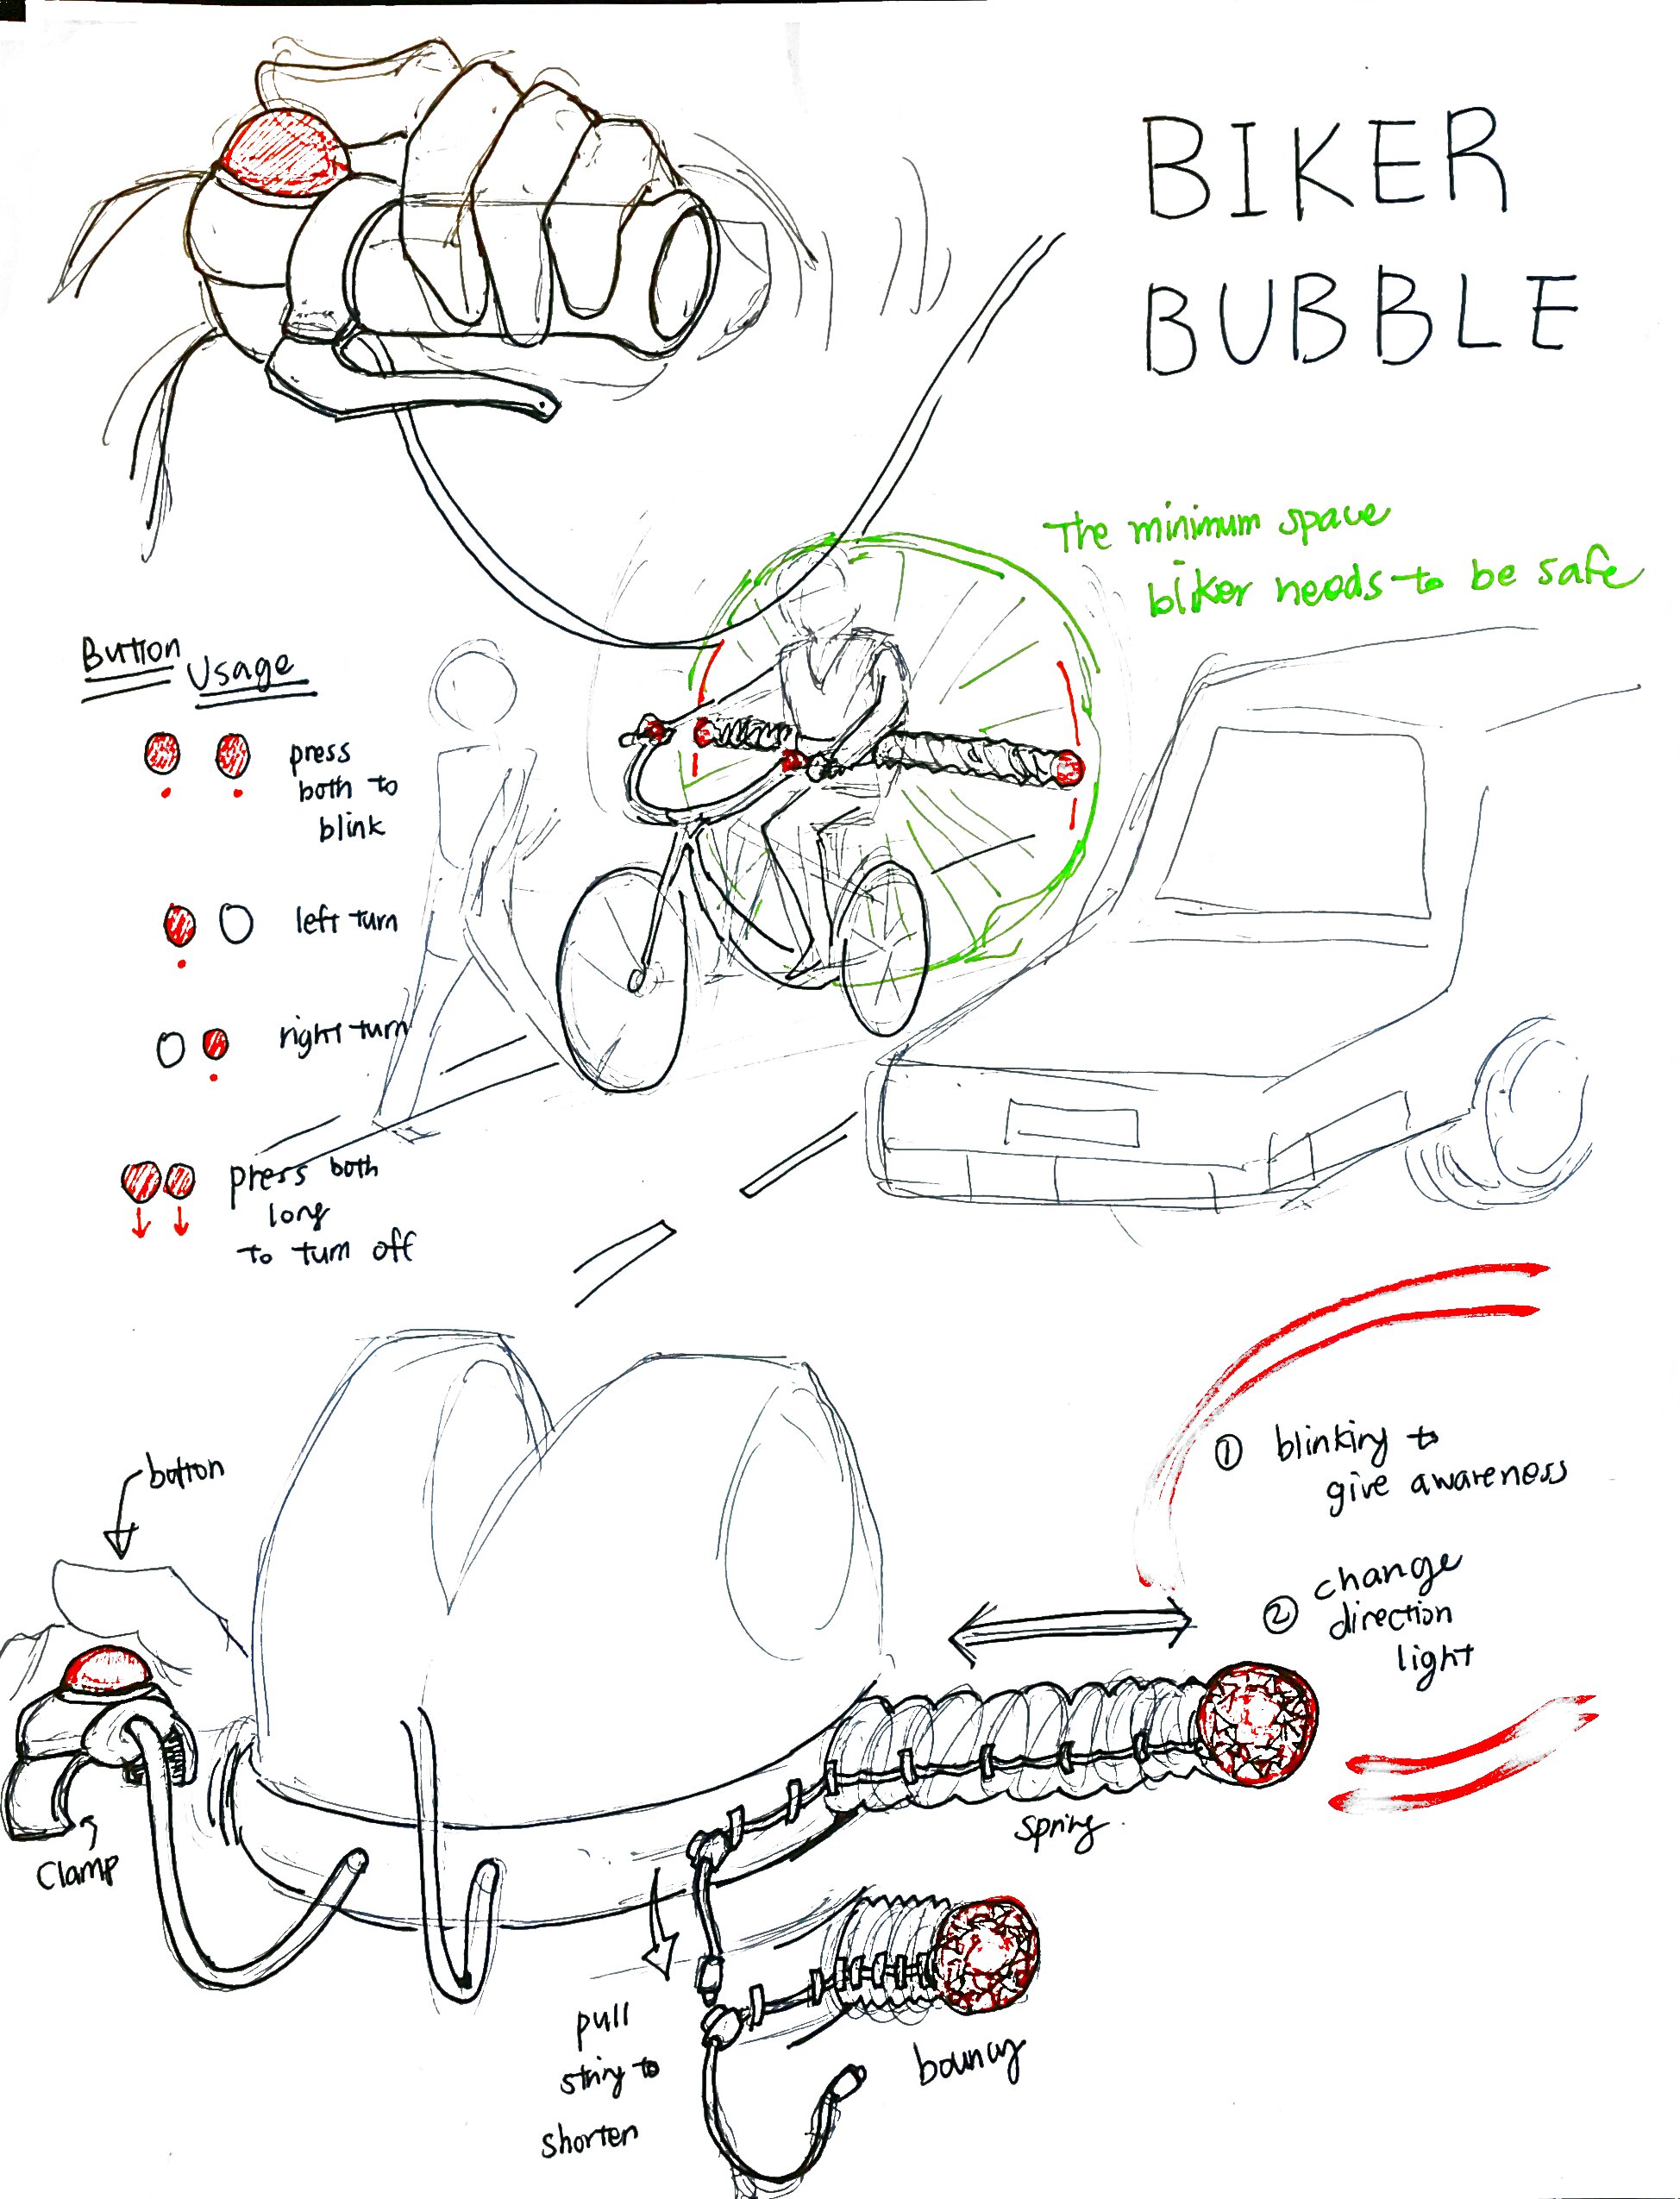 BIKER
BUBBLE
The minimum space
biker needs to be safe
Button
Usage
press
both to
blink
left turn
right turn
press both
long
to turn off
① blinking to
give awareness
② change
direction
light
button
Clamp
Spring
pull
string to
shorten
bouncy